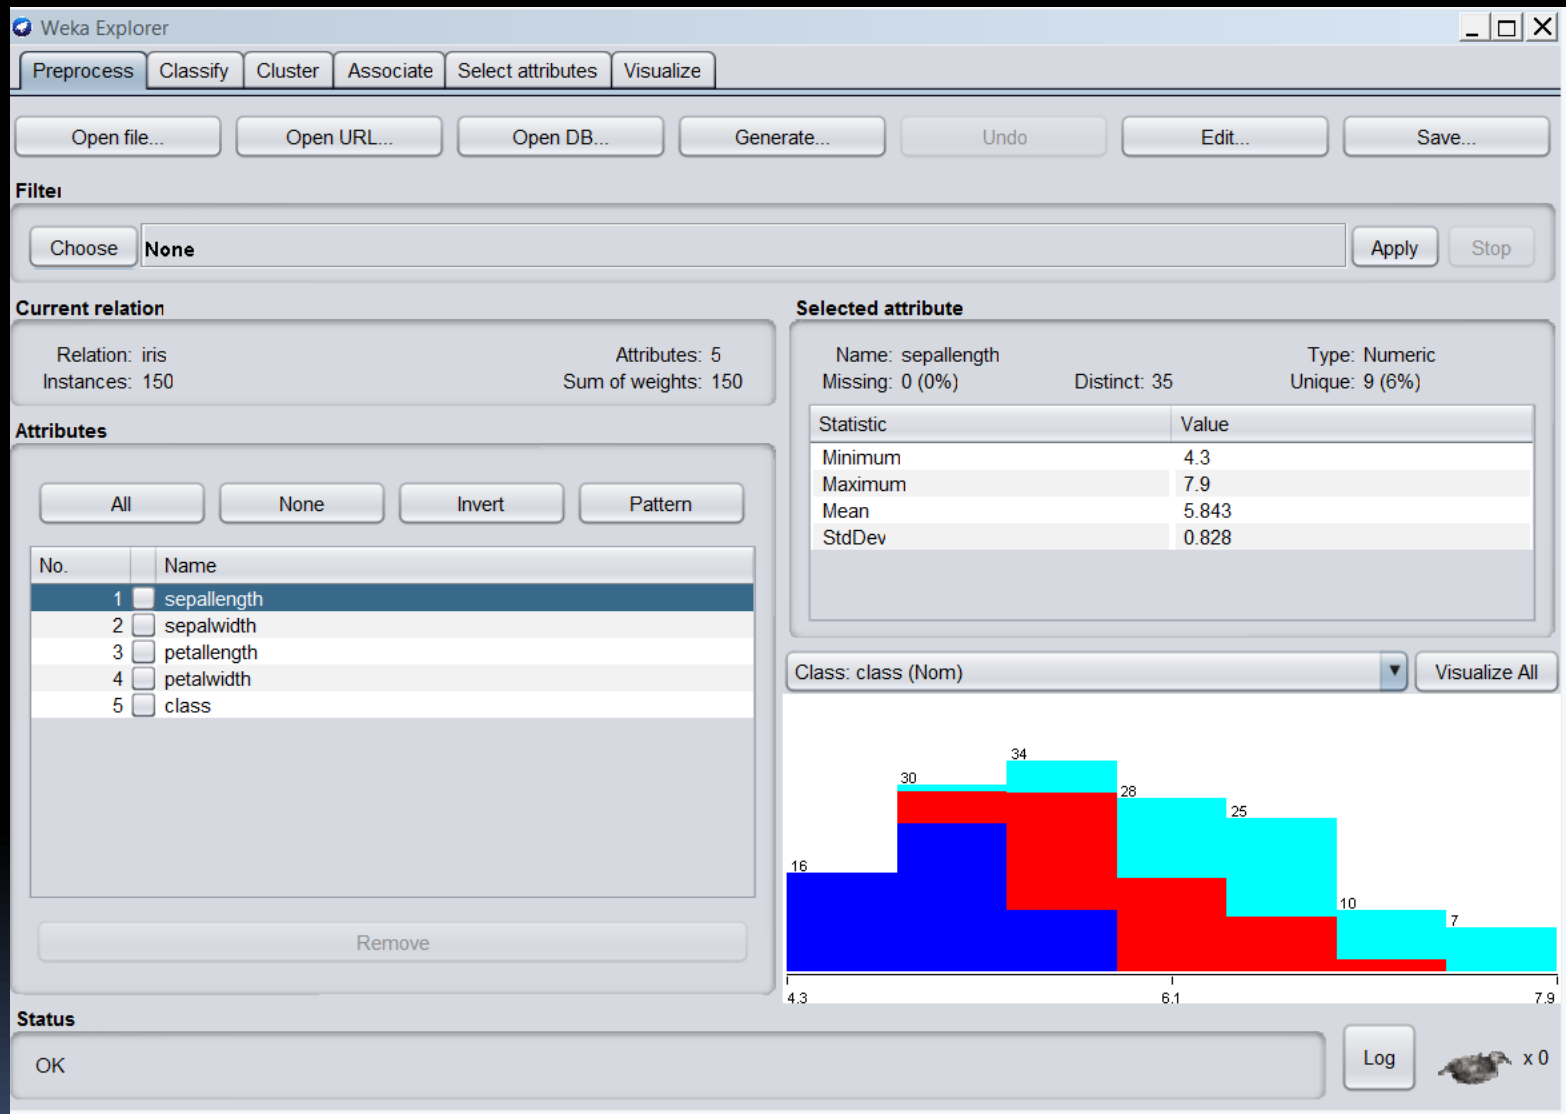 Weka Explorer
Preprocess Classify Cluster Associate Select attributes Visualize
Open file... Open URL... Open DB... Generate... Undo Edit... Save...
Filter
Choose None Apply Stop
Current relation
Relation: iris Attributes: 5
Instances: 150 Sum of weights: 150
Selected attribute
Name: sepallength Type: Numeric
Missing: 0 (0%) Distinct: 35 Unique: 9 (6%)
Statistic Value
Minimum 4.3
Maximum 7.9
Mean 5.843
StdDev 0.828
Attributes
All None Invert Pattern
No. Name
1 sepallength
2 sepalwidth
3 petallength
4 petalwidth
5 class
Remove
Class: class (Nom) Visualize All
16 30 34 28 25 10 7
4.3 6.1 7.9
Status
OK
Log x 0